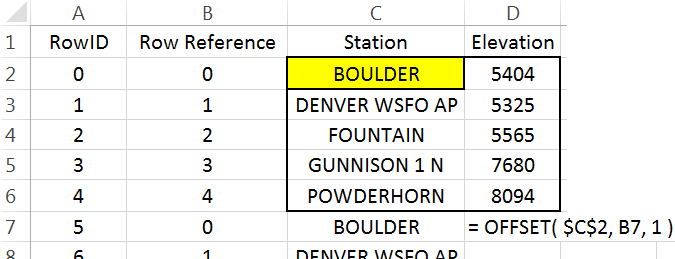 A B C D
1 RowID Row Reference Station Elevation
2 0 0 BOULDER 5404
3 1 1 DENVER WSFO AP 5325
4 2 2 FOUNTAIN 5565
5 3 3 GUNNISON 1 N 7680
6 4 4 POWDERHORN 8094
7 5 0 BOULDER = OFFSET( $C$2, B7, 1 )
8 6 1 DENVER WSFO AP